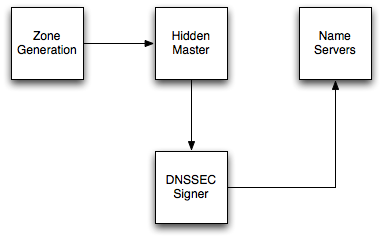 Zone
Generation
Hidden
Master
Name
Servers
DNSSEC
Signer